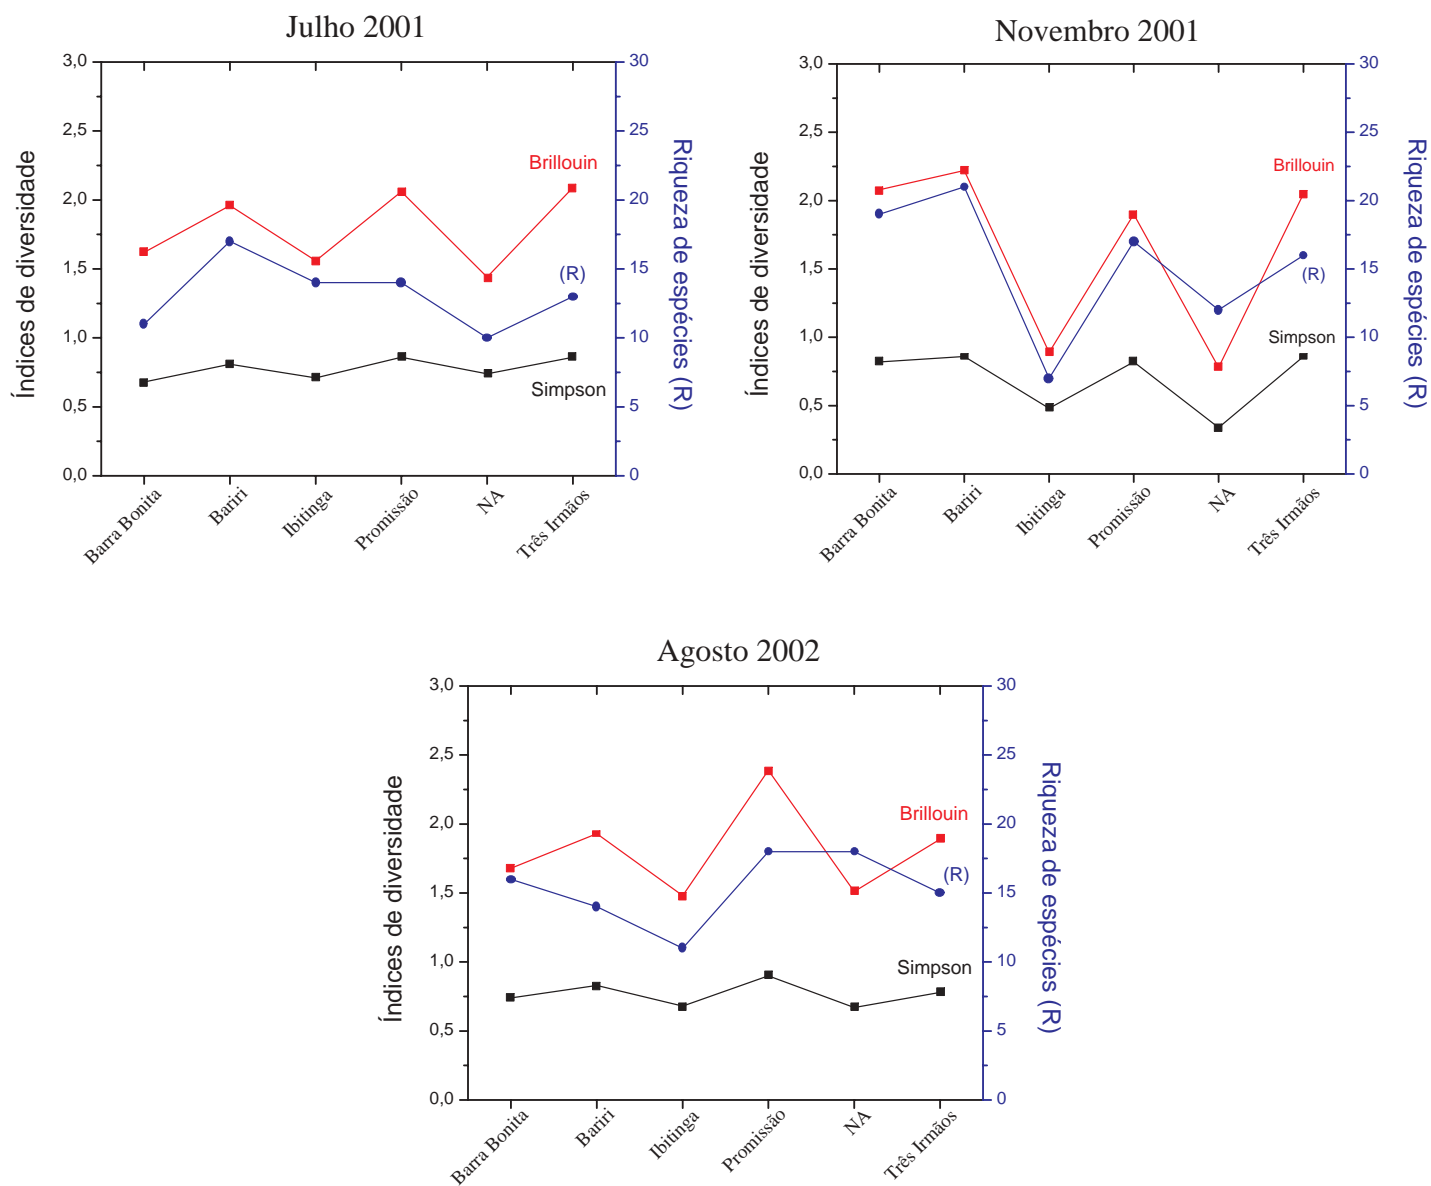 Julho 2001
3,0
2,5
2,0
1,5
1,0
0,5
0,0
Índices de diversidade
30
25
20
15
10
5
0
Riqueza de espécies (R)
Brillouin
(R)
Simpson
Barra Bonita
Bariri
Ibitinga
Promissão
NA
Três Irmãos
Novembro 2001
3,0
2,5
2,0
1,5
1,0
0,5
0,0
Índices de diversidade
30
25
20
15
10
5
0
Riqueza de espécies (R)
Brillouin
(R)
Simpson
Barra Bonita
Bariri
Ibitinga
Promissão
NA
Três Irmãos
Agosto 2002
3,0
2,5
2,0
1,5
1,0
0,5
0,0
Índices de diversidade
30
25
20
15
10
5
0
Riqueza de espécies (R)
Brillouin
(R)
Simpson
Barra Bonita
Bariri
Ibitinga
Promissão
NA
Três Irmãos